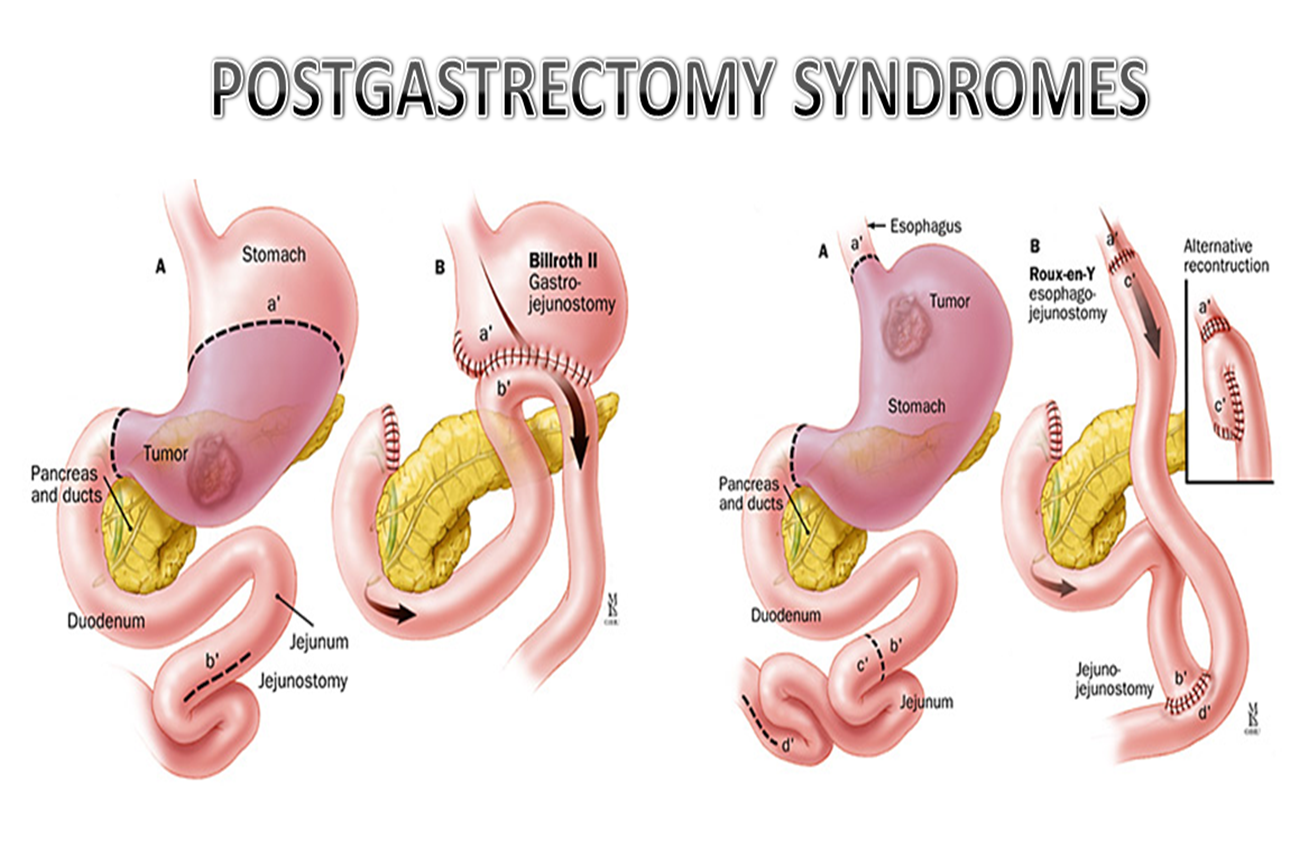 POSTGASTRECTOMY SYNDROMES
A
Stomach
a'
Tumor
Pancreas
and ducts
Duodenum
Jejunum
b'
Jejunostomy
B
Billroth II
Gastro-
jejunostomy
a'
b'
A
a'
Esophagus
Tumor
Stomach
Pancreas
and ducts
Duodenum
b'
c'
Jejunum
d'
B
Roux-en-Y
esophago-
jejunostomy
a'
c'
Jejuno-
jejunostomy
b'
d'
Alternative
recontruction
a'
c'